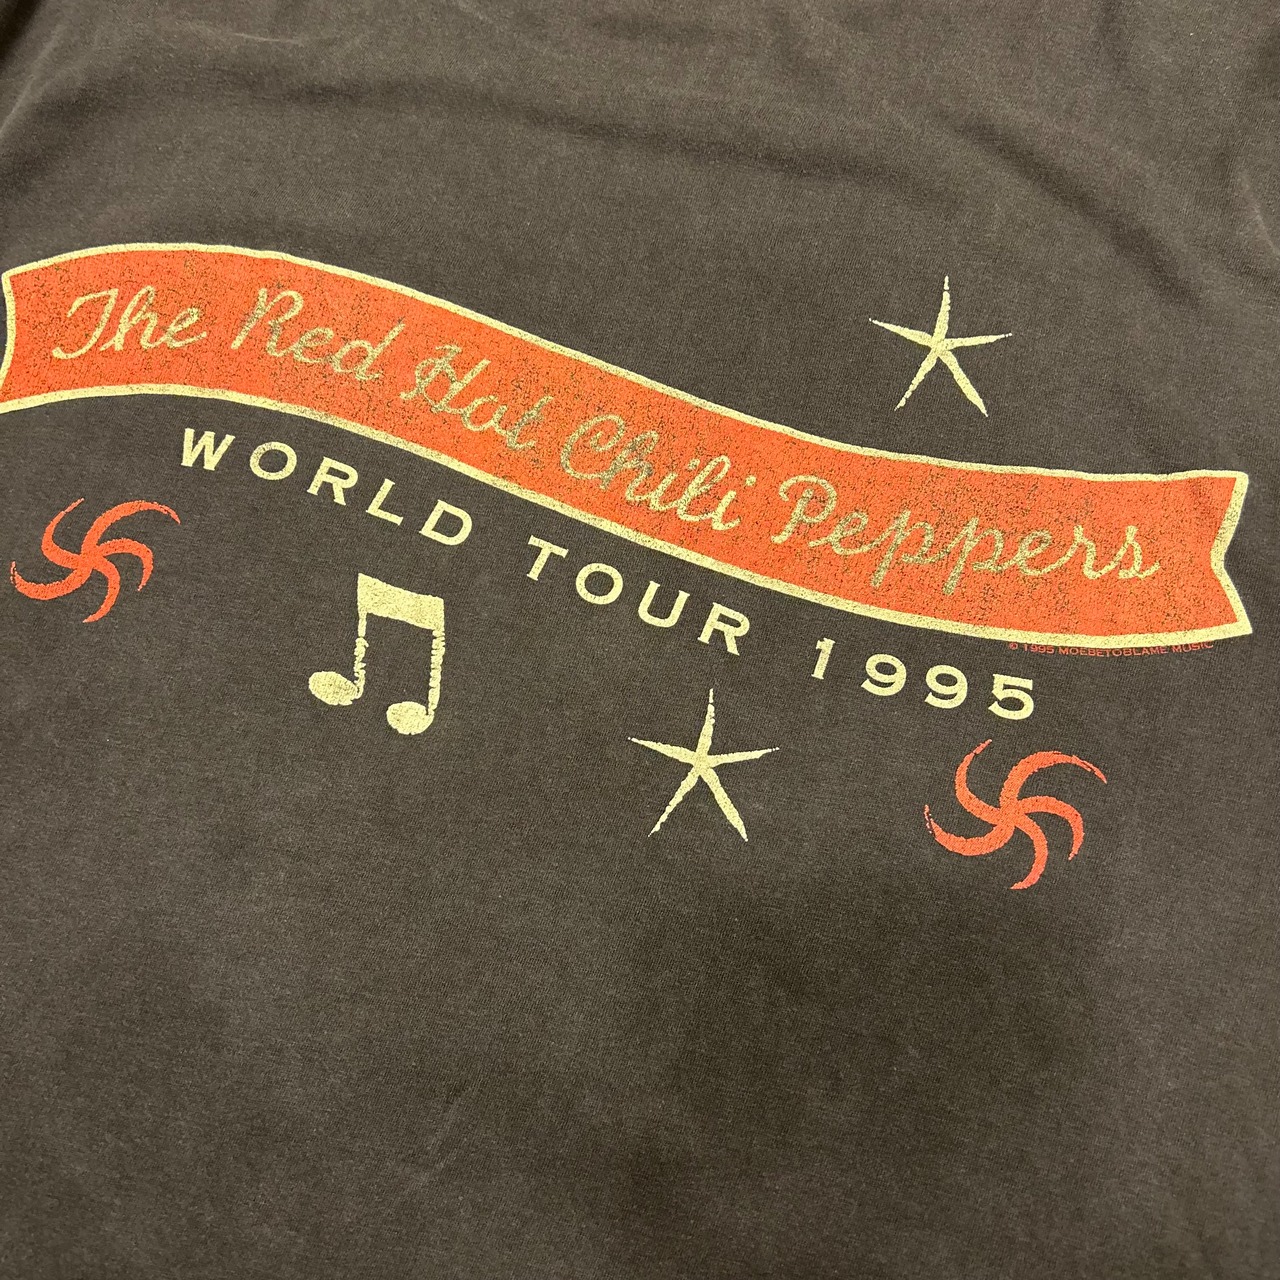 The Red Hot Chili Peppers
© 1995 MOEBETOBLAME MUSIC
WORLD TOUR 1995